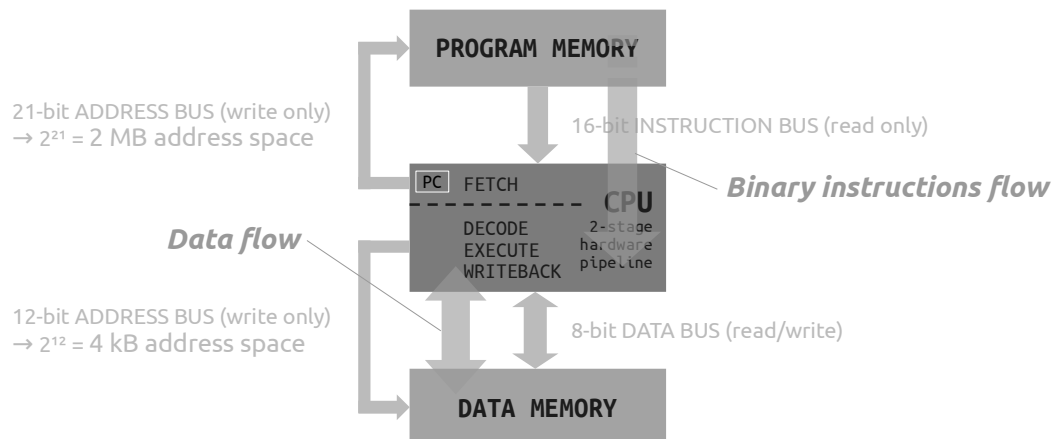 PROGRAM MEMORY
21-bit ADDRESS BUS (write only)
→ 2²¹ = 2 MB address space
16-bit INSTRUCTION BUS (read only)
PC FETCH
Binary instructions flow
CPU
2-stage
hardware
pipeline
DECODE
EXECUTE
WRITEBACK
Data flow
12-bit ADDRESS BUS (write only)
→ 2¹² = 4 kB address space
8-bit DATA BUS (read/write)
DATA MEMORY